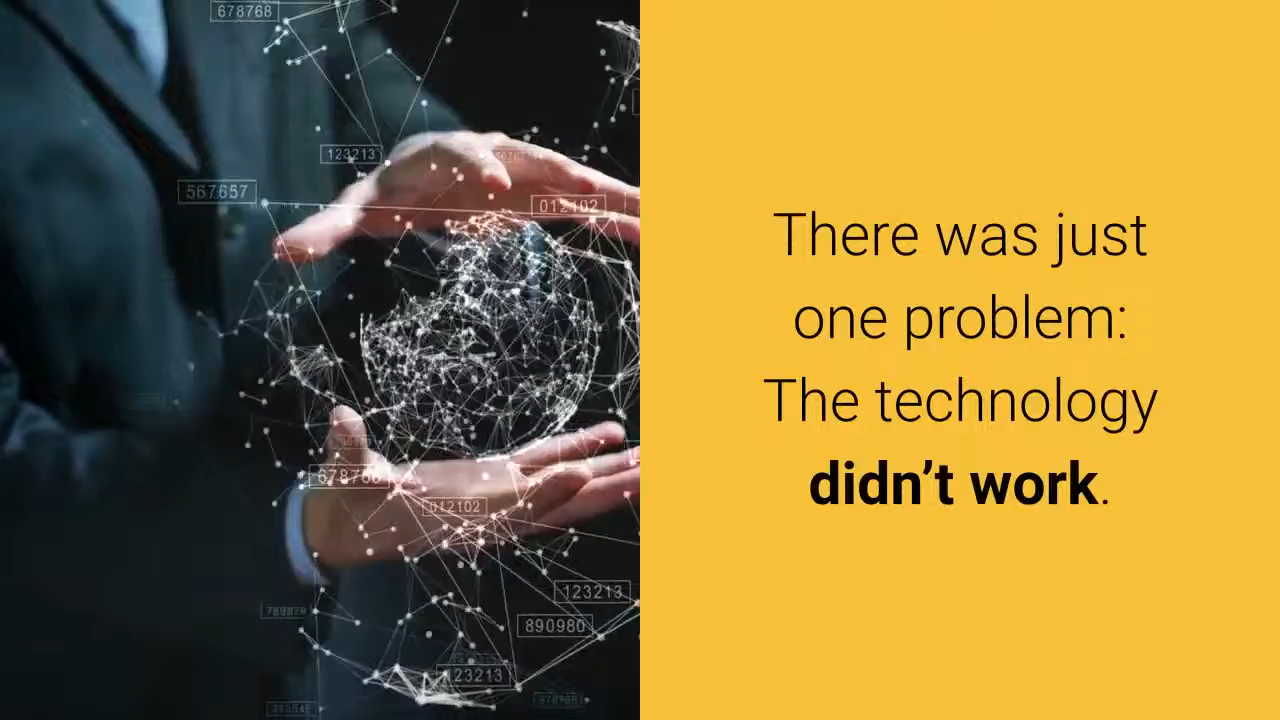 678768
123213
567657
012102
There was just
one problem:
The technology
didn’t work.
678768
012102
123213
890980
123213